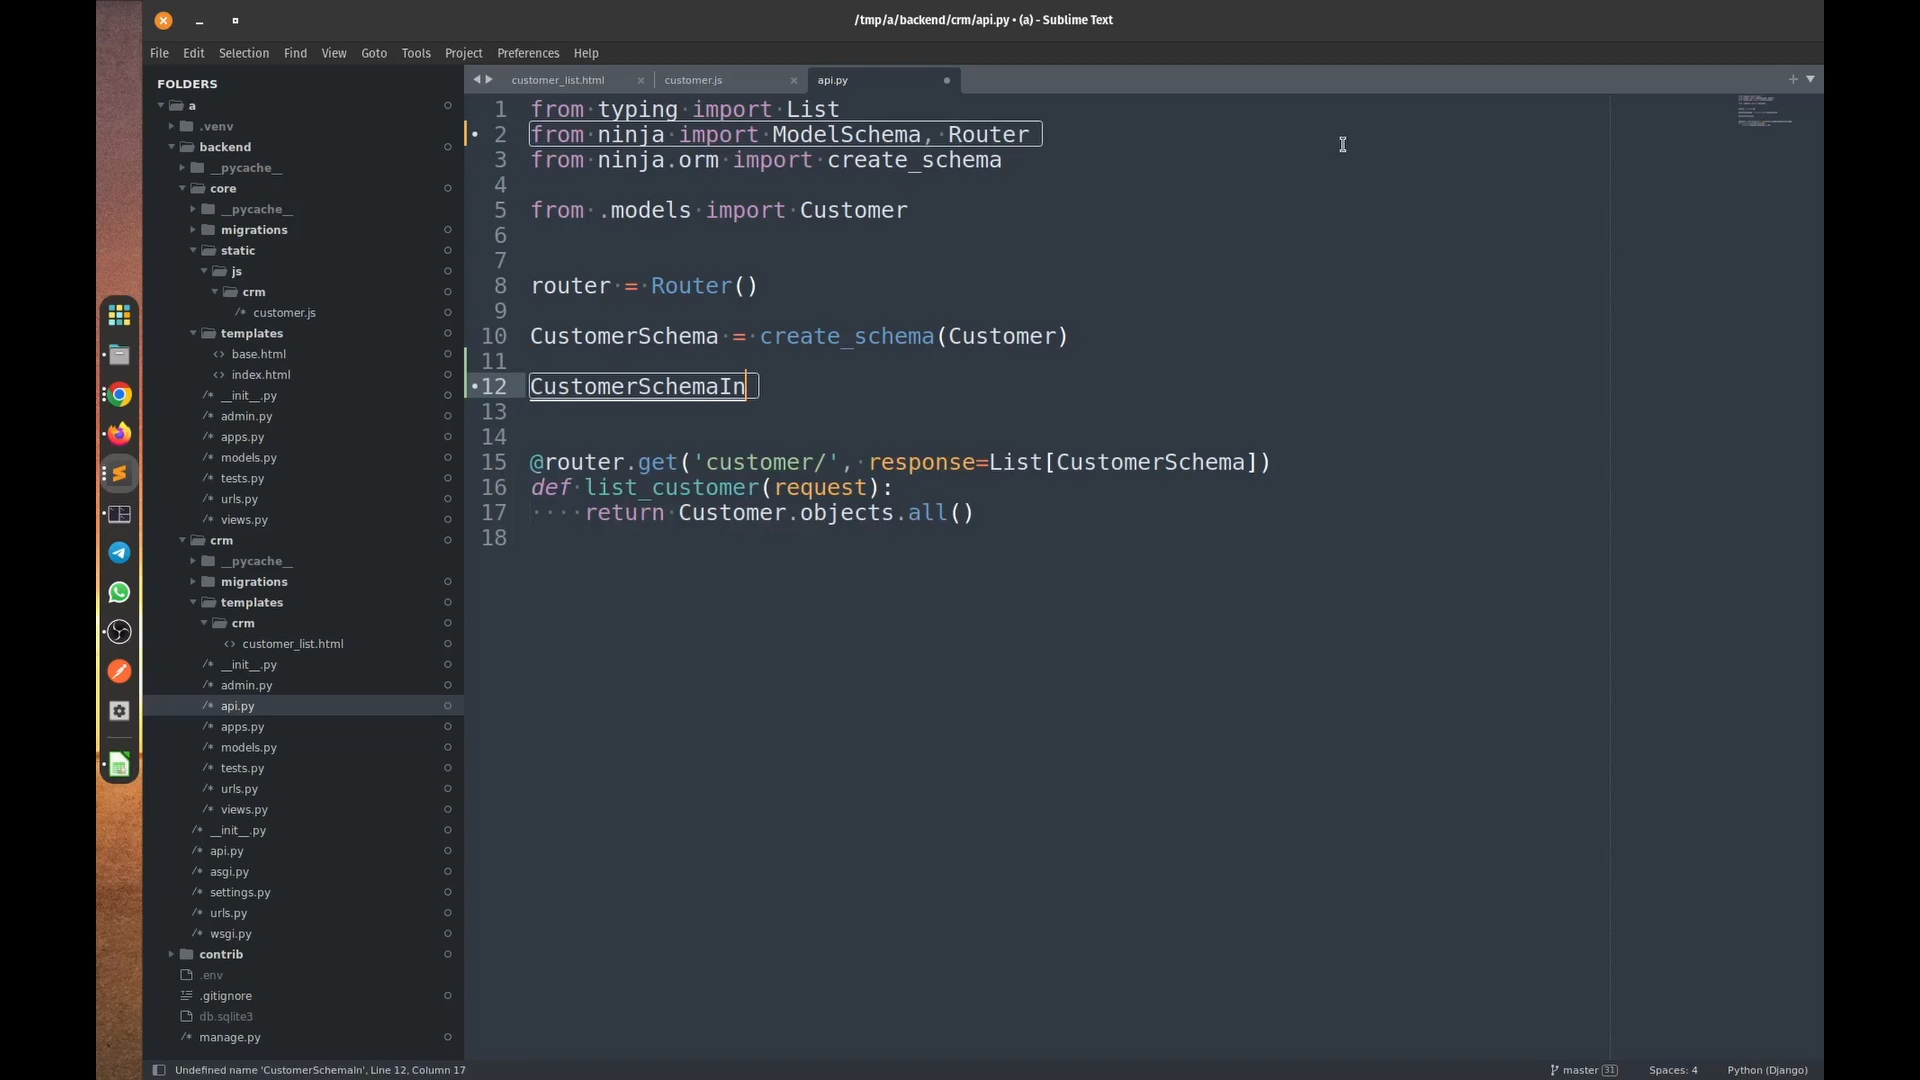 /tmp/a/backend/crm/api.py • (a) - Sublime Text
File Edit Selection Find View Goto Tools Project Preferences Help
FOLDERS
a
.venv
backend
__pycache__
core
__pycache__
migrations
static
js
crm
/* customer.js
templates
<> base.html
<> index.html
/* __init__.py
/* admin.py
/* apps.py
/* models.py
/* tests.py
/* urls.py
/* views.py
crm
__pycache__
migrations
templates
crm
<> customer_list.html
/* __init__.py
/* admin.py
/* api.py
/* apps.py
/* models.py
/* tests.py
/* urls.py
/* views.py
/* __init__.py
/* api.py
/* asgi.py
/* settings.py
/* urls.py
/* wsgi.py
contrib
.env
.gitignore
db.sqlite3
/* manage.py
customer_list.html customer.js api.py
1 from typing import List
2 from ninja import ModelSchema, Router
3 from ninja.orm import create_schema
4
5 from .models import Customer
6
7
8 router = Router()
9
10 CustomerSchema = create_schema(Customer)
11
12 CustomerSchemaIn
13
14
15 @router.get('customer/', response=List[CustomerSchema])
16 def list_customer(request):
17     return Customer.objects.all()
18
Undefined name 'CustomerSchemaIn', Line 12, Column 17 master 31 Spaces: 4 Python (Django)